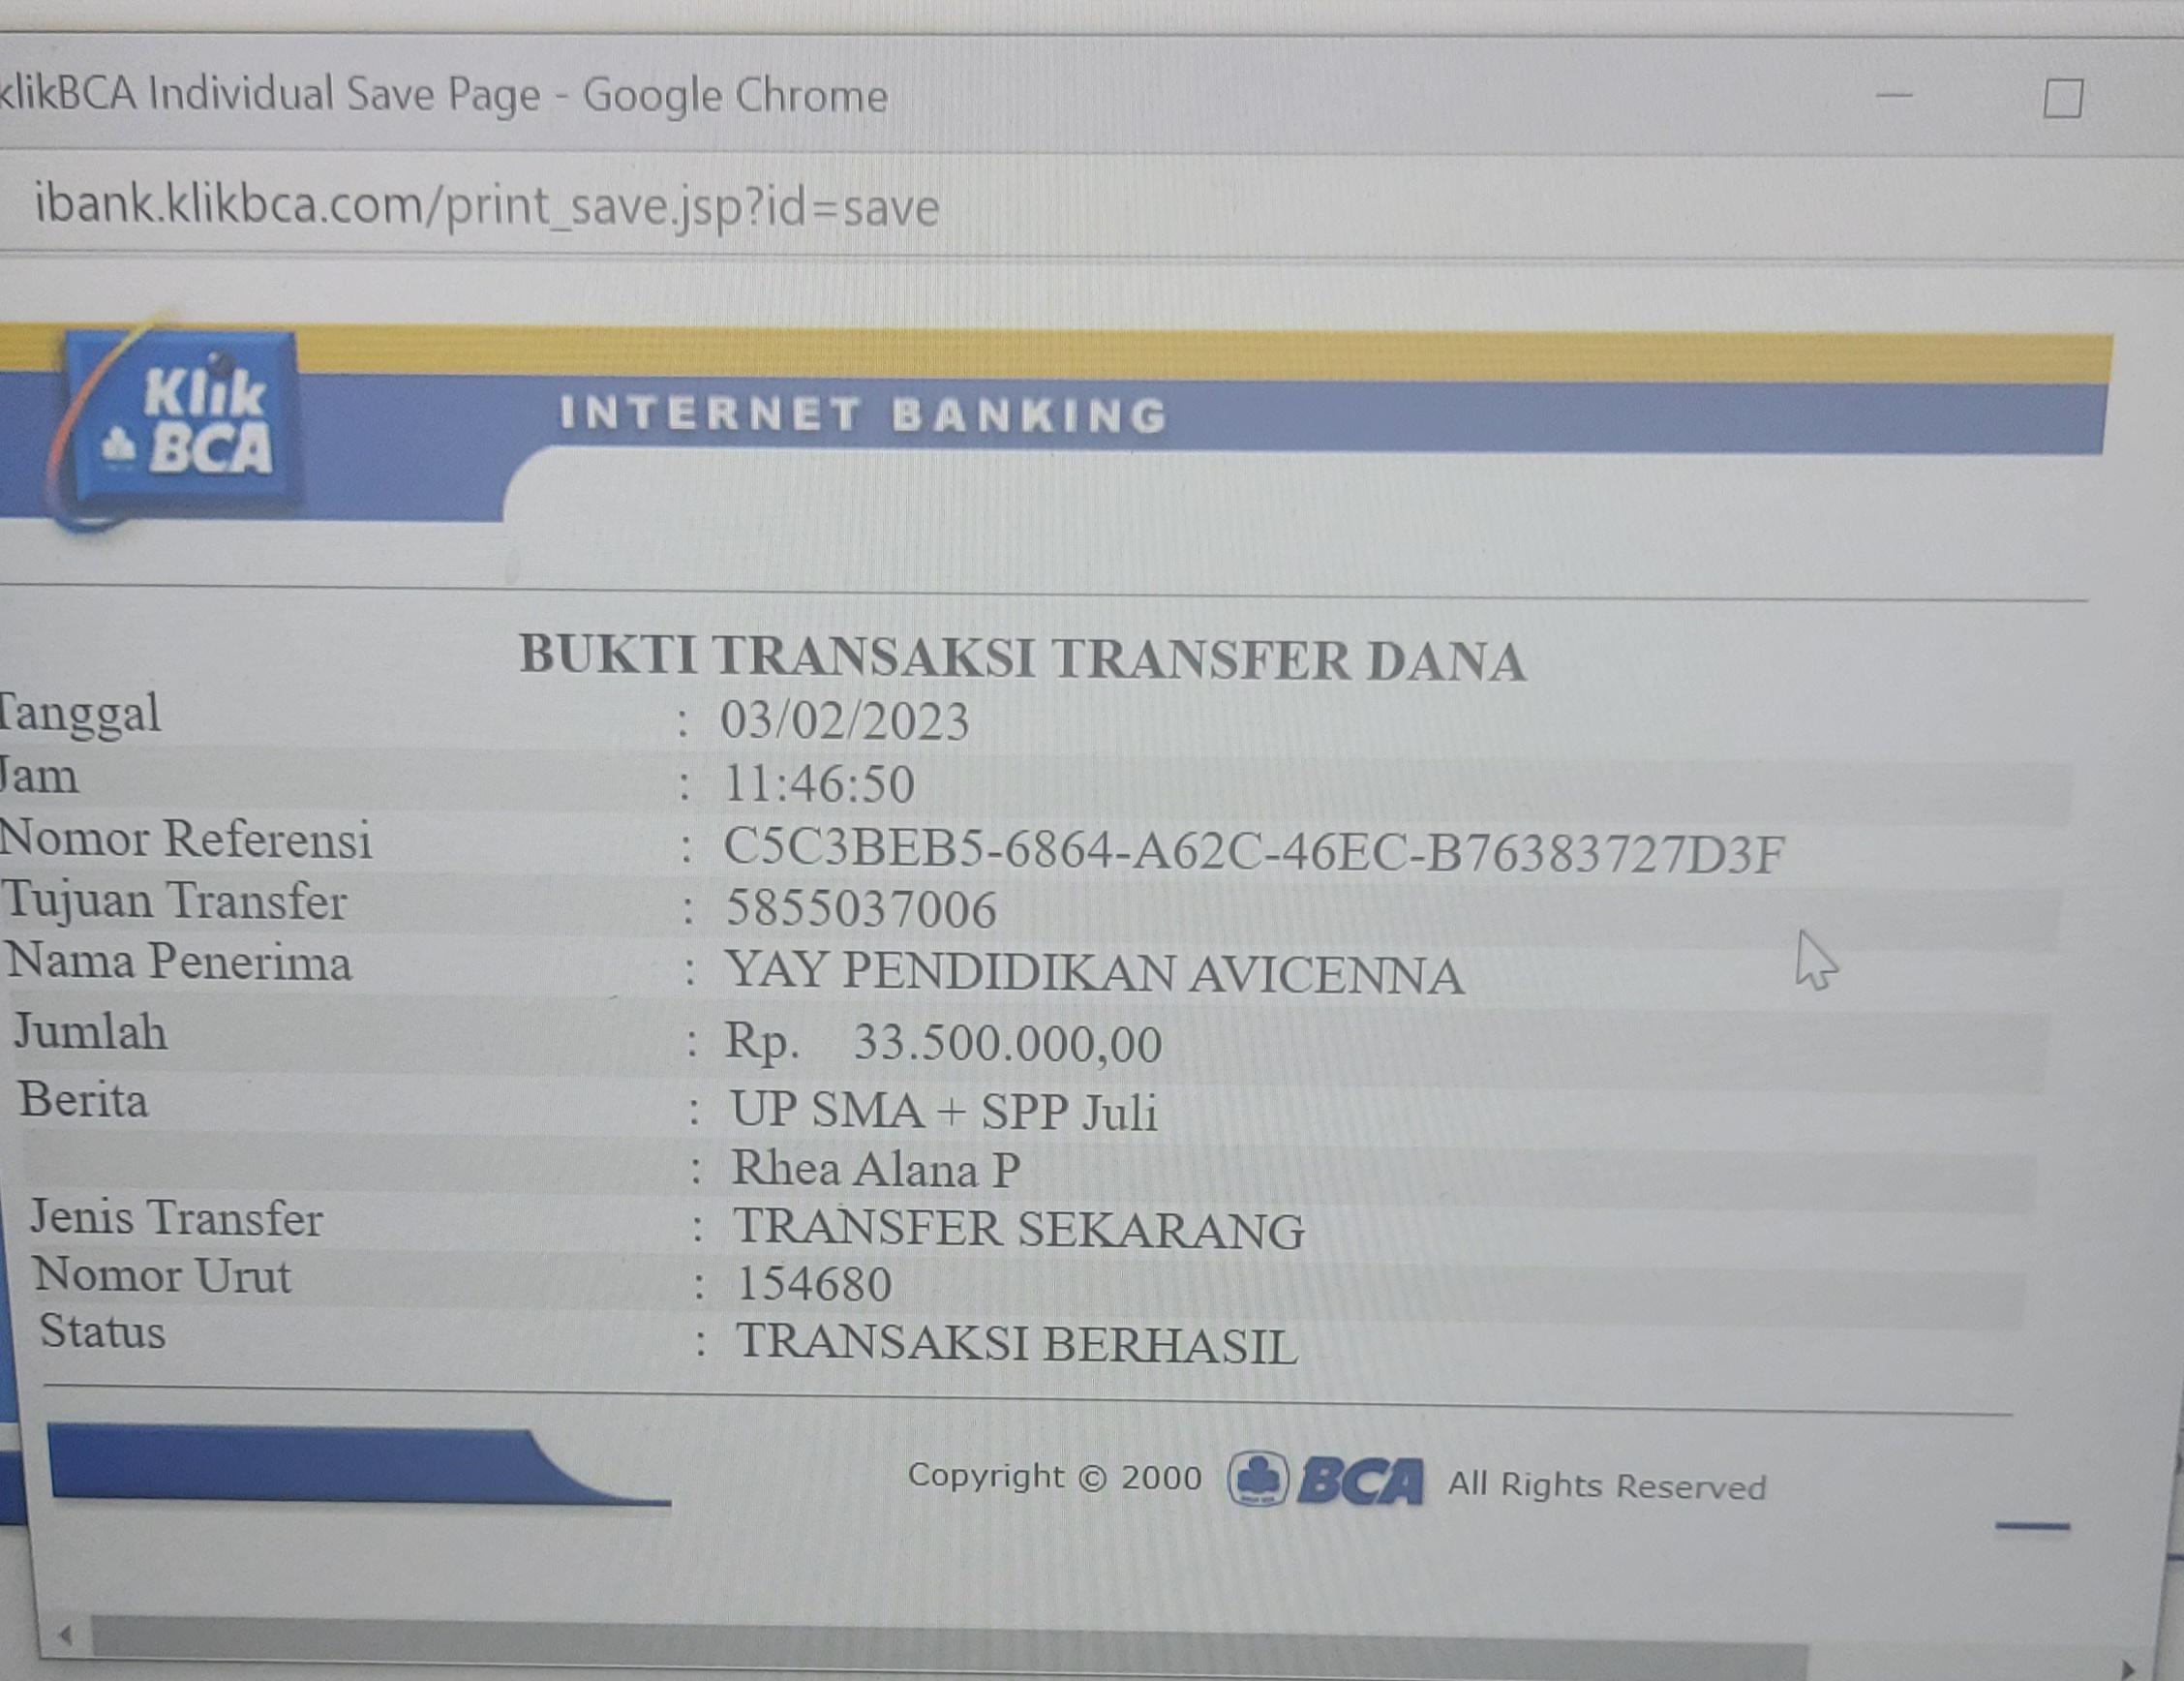 klikBCA Individual Save Page - Google Chrome
ibank.klikbca.com/print_save.jsp?id=save
Klik
BCA
INTERNET BANKING
BUKTI TRANSAKSI TRANSFER DANA
Tanggal : 03/02/2023
Jam : 11:46:50
Nomor Referensi : C5C3BEB5-6864-A62C-46EC-B76383727D3F
Tujuan Transfer : 5855037006
Nama Penerima : YAY PENDIDIKAN AVICENNA
Jumlah : Rp. 33.500.000,00
Berita : UP SMA + SPP Juli
: Rhea Alana P
Jenis Transfer : TRANSFER SEKARANG
Nomor Urut : 154680
Status : TRANSAKSI BERHASIL
Copyright © 2000 BCA All Rights Reserved